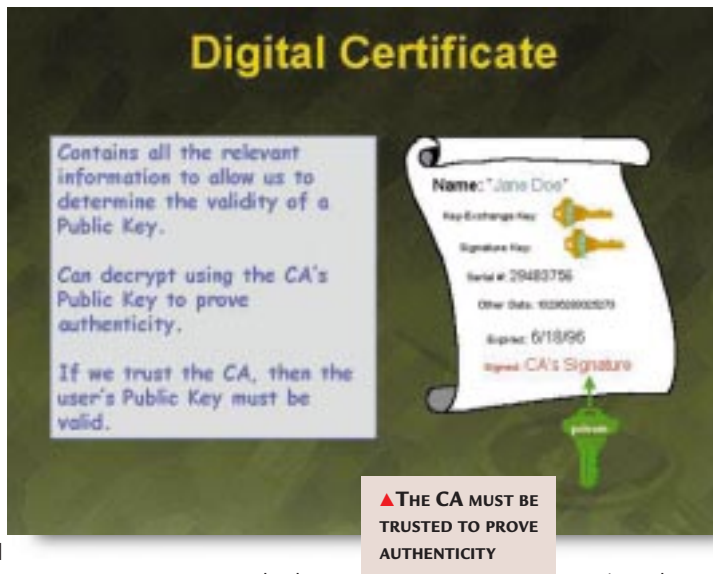 Digital Certificate
Contains all the relevant
information to allow us to
determine the validity of a
Public Key.
Can decrypt using the CA's
Public Key to prove
authenticity.
If we trust the CA, then the
user's Public Key must be
valid.
Name: "Jane Doe"
Key-Exchange Key:
Signature Key:
Serial #: 29483756
Other Data:
Expires: 6/18/96
Signed: CA's Signature
private
▲THE CA MUST BE
TRUSTED TO PROVE
AUTHENTICITY